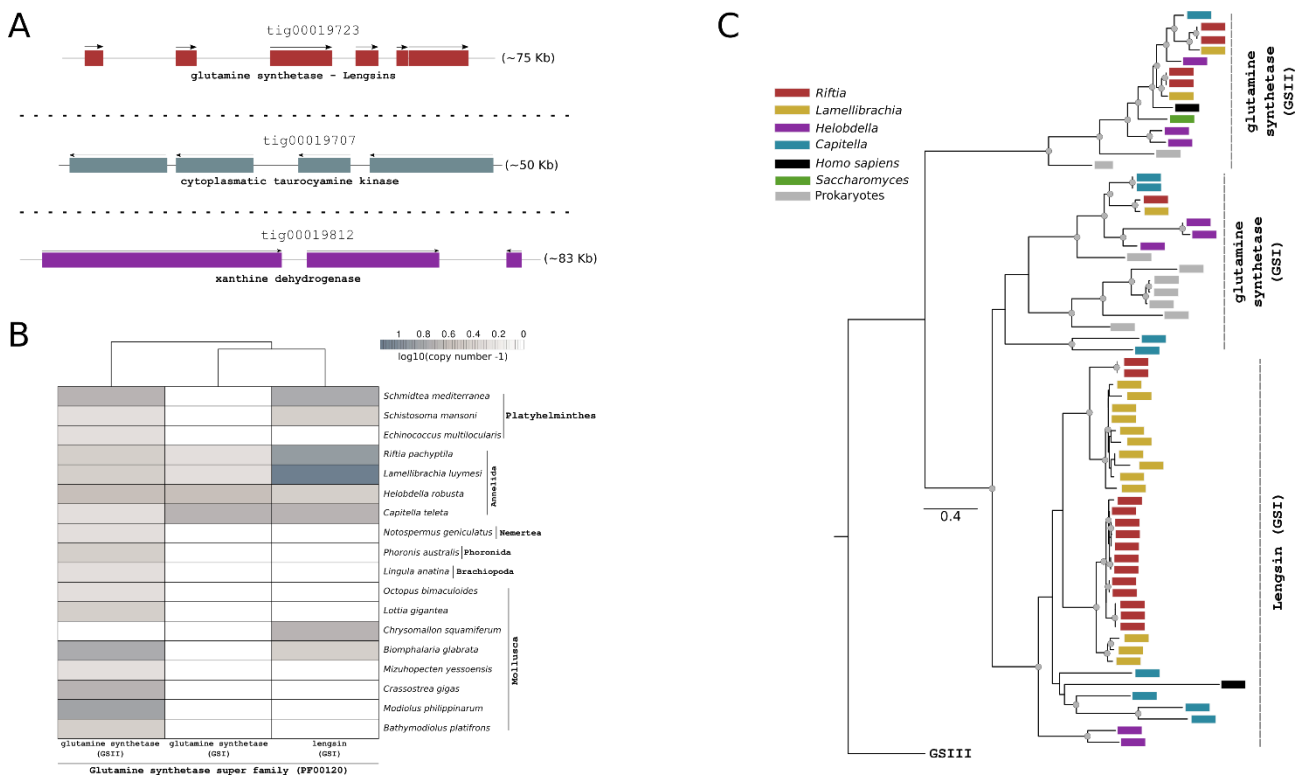 A
tig00019723
(~75 Kb)
glutamine synthetase - Lengsins
tig00019707
(~50 Kb)
cytoplasmatic taurocyamine kinase
tig00019812
(~83 Kb)
xanthine dehydrogenase
B
1 0.8 0.6 0.4 0.2 0
log10(copy number -1)
Schmidtea mediterranea
Schistosoma mansoni
Echinococcus multilocularis
Platyhelminthes
Riftia pachyptila
Lamellibrachia luymesi
Helobdella robusta
Capitella teleta
Annelida
Notospermus geniculatus
Nemertea
Phoronis australis
Phoronida
Lingula anatina
Brachiopoda
Octopus bimaculoides
Lottia gigantea
Chrysomallon squamiferum
Biomphalaria glabrata
Mizuhopecten yessoensis
Crassostrea gigas
Modiolus philippinarum
Bathymodiolus platifrons
Mollusca
glutamine synthetase
(GSII)
glutamine synthetase
(GSI)
lengsin
(GSI)
Glutamine synthetase super family (PF00120)
C
Riftia
Lamellibrachia
Helobdella
Capitella
Homo sapiens
Saccharomyces
Prokaryotes
0.4
GSIII
glutamine
synthetase
(GSII)
glutamine
synthetase
(GSI)
Lengsin (GSI)